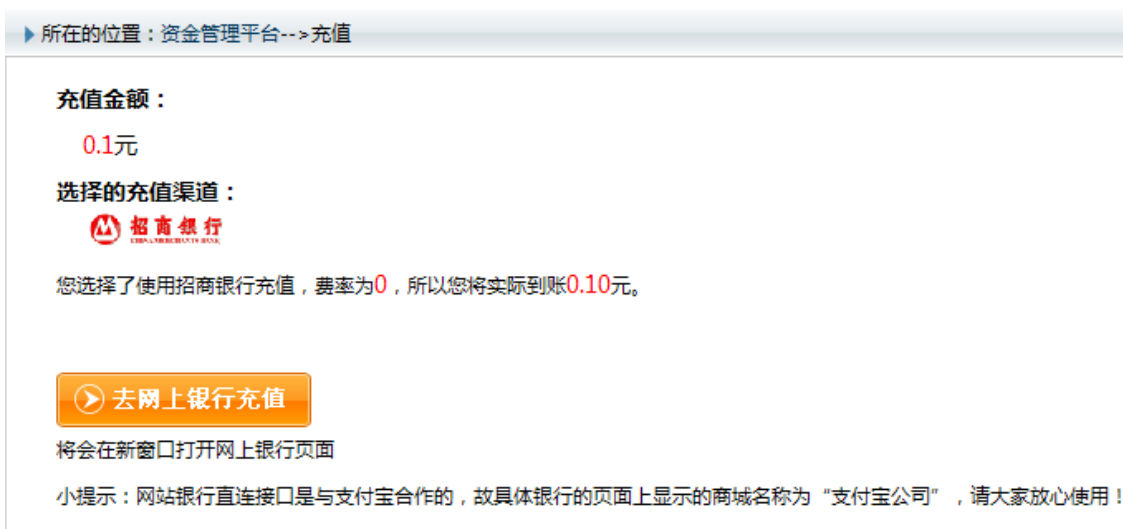 所在的位置：资金管理平台-->充值
充值金额：
0.1元
选择的充值渠道：
招商银行
CHINA MERCHANTS BANK
您选择了使用招商银行充值，费率为0，所以您将实际到账0.10元。
去网上银行充值
将会在新窗口打开网上银行页面
小提示：网站银行直连接口是与支付宝合作的，故具体银行的页面上显示的商城名称为“支付宝公司”，请大家放心使用！